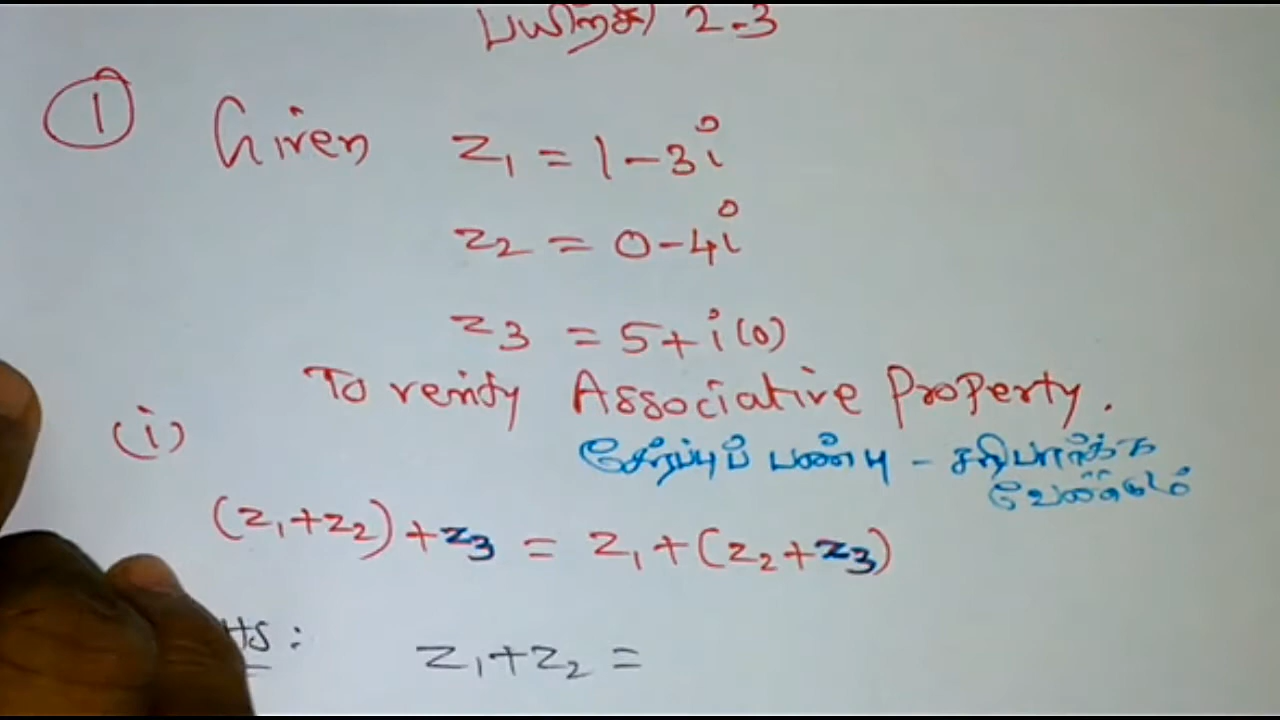 பயிற்சி 2-3
① Given z₁ = 1-3i
z₂ = 0-4i
z₃ = 5+i(0)
To verify Associative Property.
(i)
சேர்ப்புப் பண்பு - சரிபார்க்க
வேண்டும்
(z₁+z₂)+z₃ = z₁+(z₂+z₃)
HS: z₁+z₂ =